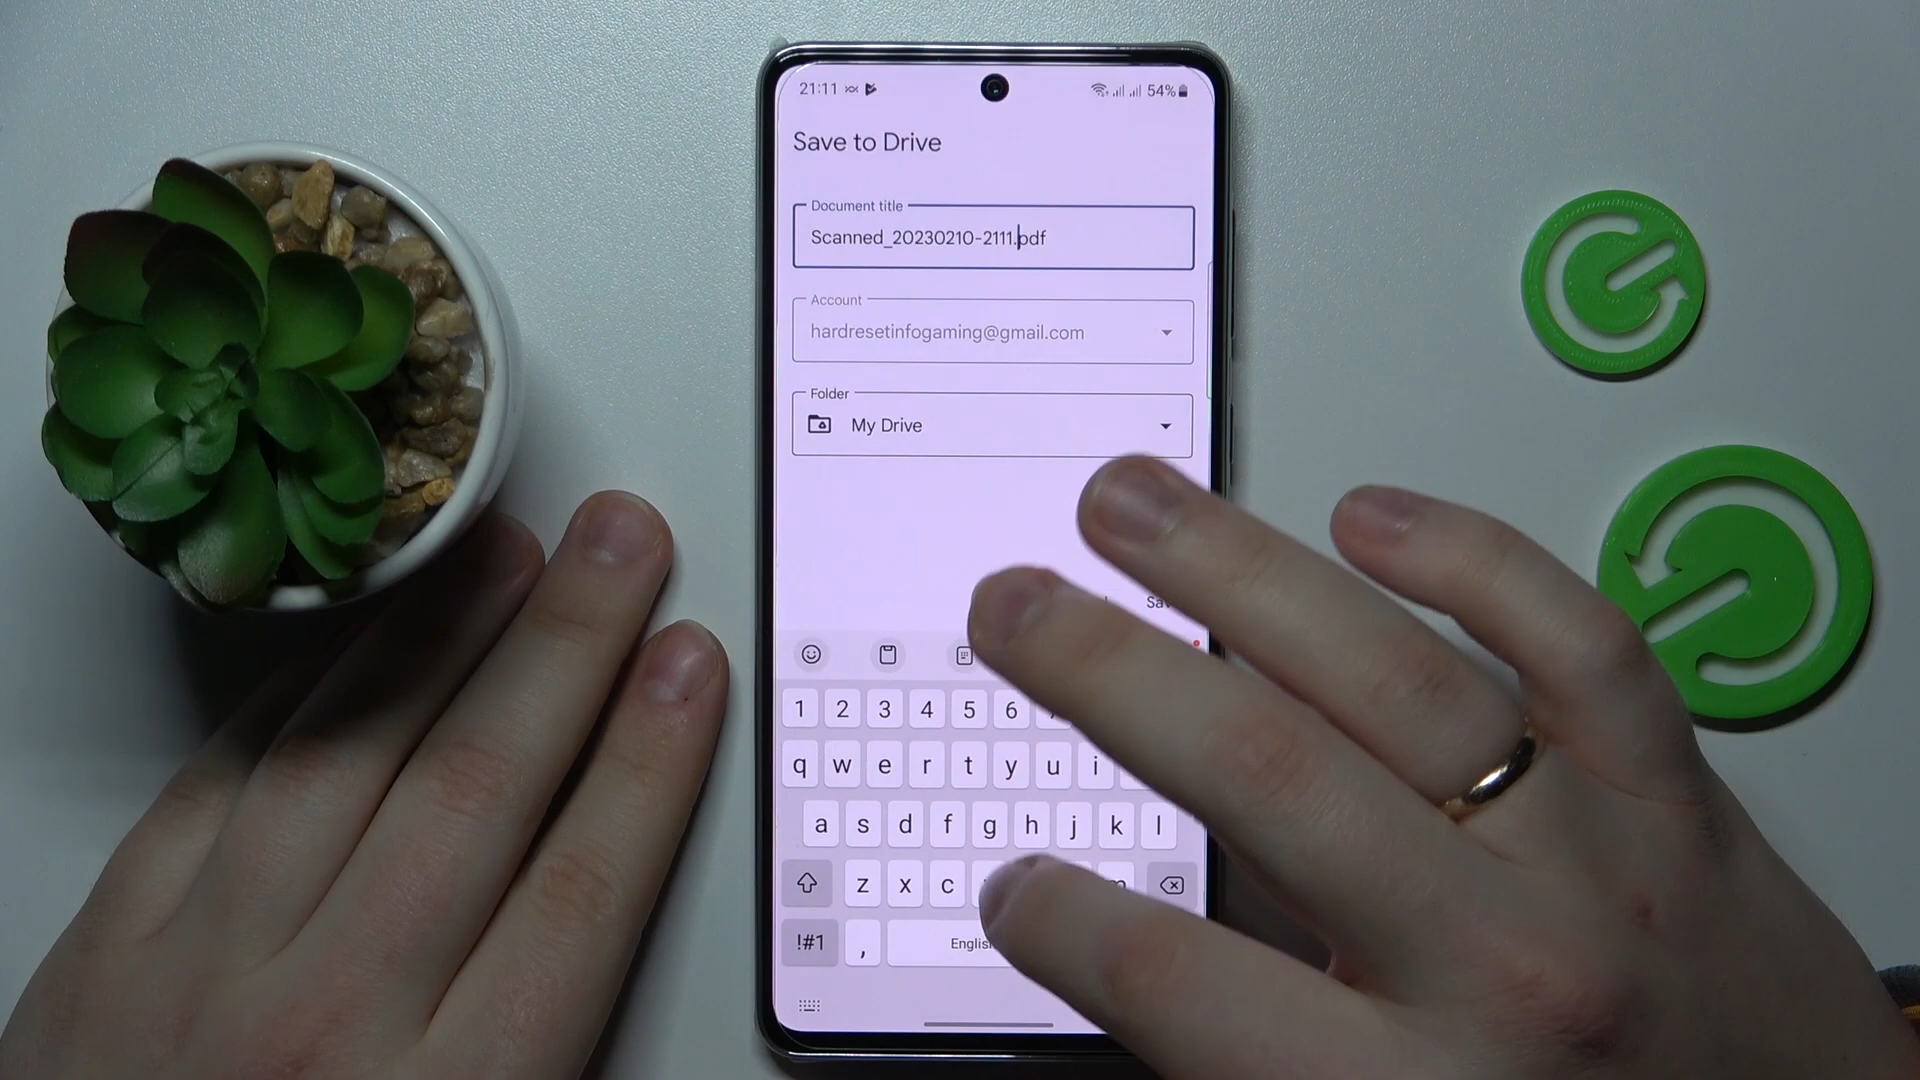 21:11 54%
Save to Drive
Document title
Scanned_20230210-2111.pdf
Account
hardresetinfogaming@gmail.com
Folder
My Drive
1 2 3 4 5 6
q w e r t y u i
a s d f g h j k l
z x c
!#1 ,